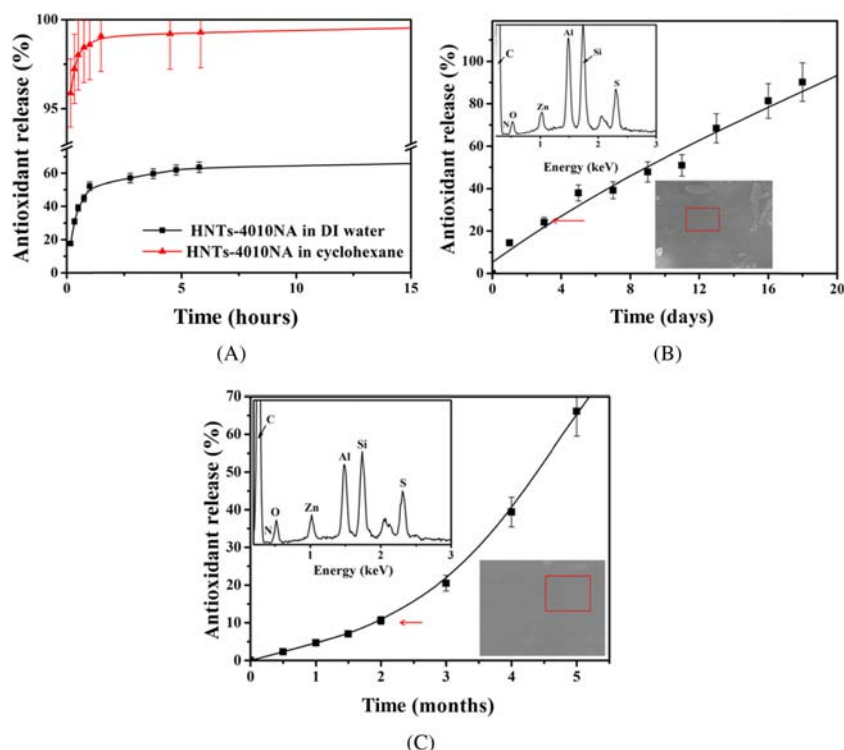 Antioxidant release (%)
100
95
60
40
20
0
HNTs-4010NA in DI water
HNTs-4010NA in cyclohexane
0
5
10
15
Time (hours)
(A)
Antioxidant release (%)
100
80
60
40
20
0
C
Al
Si
S
Zn
O
N
0
1
2
3
Energy (keV)
0
4
8
12
16
20
Time (days)
(B)
Antioxidant release (%)
70
60
50
40
30
20
10
0
C
Si
Al
S
Zn
O
N
1
2
3
Energy (keV)
0
1
2
3
4
5
Time (months)
(C)